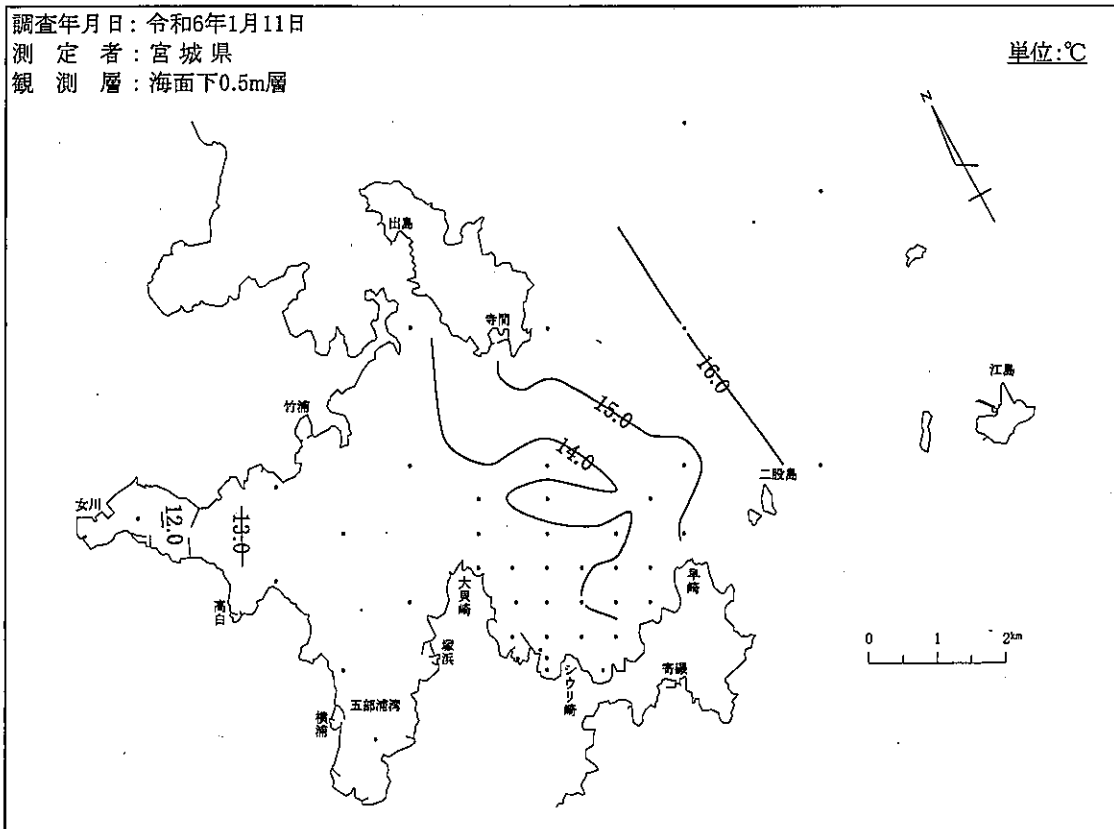 調査年月日：令和6年1月11日
測定者：宮城県
観測層：海面下0.5m層
単位：℃
N
出島
寺間
16.0
江島
竹浦
15.0
14.0
二股島
女川
12.0
13.0
大貝崎
早崎
高白
塚浜
シウリ崎
寄磯
0 1 2km
五部浦湾
横浦